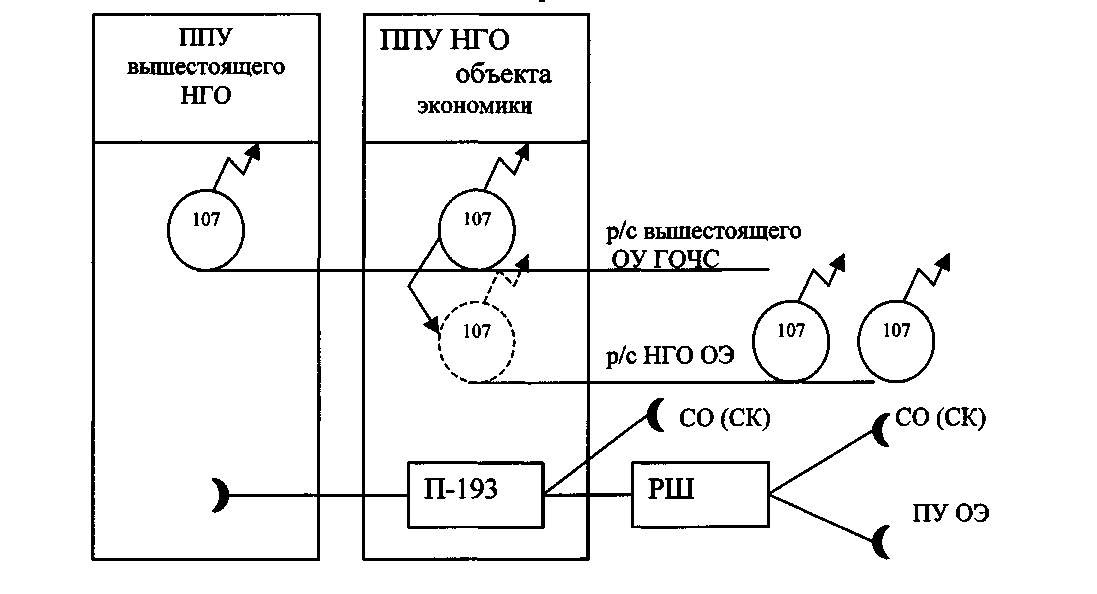 ППУ
вышестоящего
НГО
ППУ НГО
объекта
экономики
107
107
р/с вышестоящего
ОУ ГОЧС
107
107
107
р/с НГО ОЭ
СО (СК)
СО (СК)
П-193
РШ
ПУ ОЭ